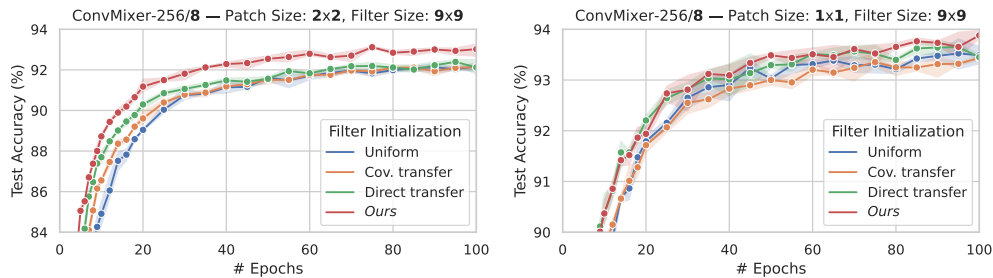 ConvMixer-256/8 — Patch Size: 2x2, Filter Size: 9x9
Test Accuracy (%)
94
92
90
88
86
84
0
20
40
60
80
100
# Epochs
Filter Initialization
Uniform
Cov. transfer
Direct transfer
Ours
ConvMixer-256/8 — Patch Size: 1x1, Filter Size: 9x9
Test Accuracy (%)
94
93
92
91
90
0
20
40
60
80
100
# Epochs
Filter Initialization
Uniform
Cov. transfer
Direct transfer
Ours